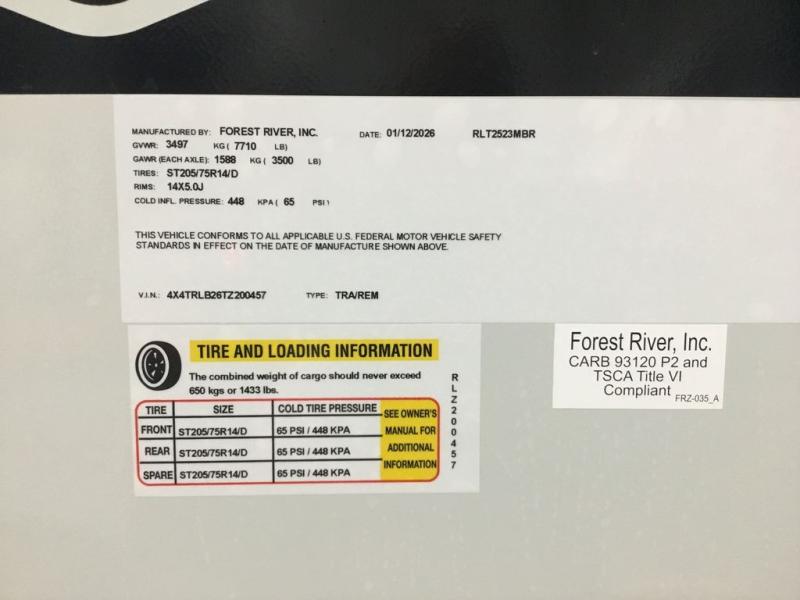 MANUFACTURED BY: FOREST RIVER, INC. DATE: 01/12/2026 RLT2523MBR
GVWR: 3497 KG ( 7710 LB)
GAWR (EACH AXLE): 1588 KG ( 3500 LB)
TIRES: ST205/75R14/D
RIMS: 14X5.0J
COLD INFL. PRESSURE: 448 KPA ( 65 PSI )
THIS VEHICLE CONFORMS TO ALL APPLICABLE U.S. FEDERAL MOTOR VEHICLE SAFETY
STANDARDS IN EFFECT ON THE DATE OF MANUFACTURE SHOWN ABOVE.
V.I.N.: 4X4TRLB26TZ200457 TYPE: TRA/REM
TIRE AND LOADING INFORMATION
The combined weight of cargo should never exceed
650 kgs or 1433 lbs.
TIRE SIZE COLD TIRE PRESSURE
FRONT ST205/75R14/D 65 PSI / 448 KPA
REAR ST205/75R14/D 65 PSI / 448 KPA
SPARE ST205/75R14/D 65 PSI / 448 KPA
SEE OWNER'S
MANUAL FOR
ADDITIONAL
INFORMATION
RLZ200457
Forest River, Inc.
CARB 93120 P2 and
TSCA Title VI
Compliant FRZ-035_A